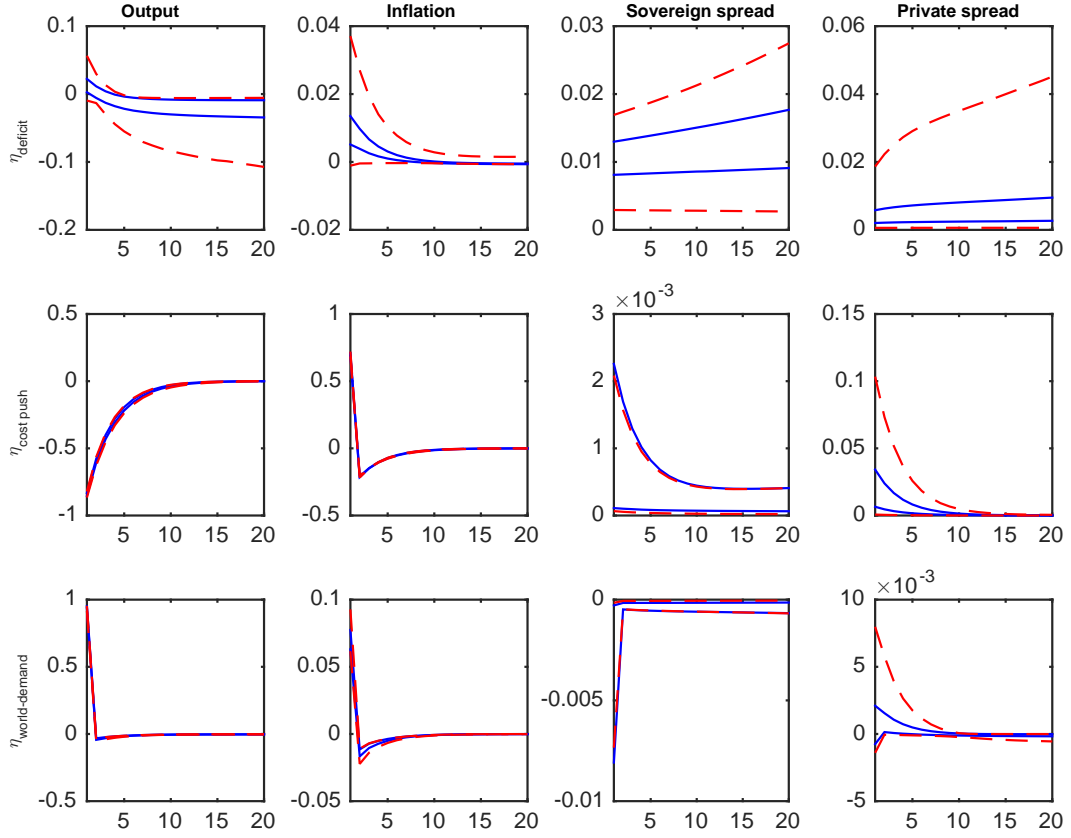 Output Inflation Sovereign spread Private spread
0.1 0.04 0.03 0.06
0 0.02 0.02 0.04
-0.1 0 0.01 0.02
-0.2 -0.02 0 0
η_deficit
5 10 15 20 5 10 15 20 5 10 15 20 5 10 15 20
×10^-3
0.5 1 3 0.15
0 0.5 2 0.1
-0.5 0 1 0.05
-1 -0.5 0 0
η_cost push
5 10 15 20 5 10 15 20 5 10 15 20 5 10 15 20
×10^-3
1 0.1 0 10
0.5 0.05 -0.005 5
0 0 -0.01 0
-0.5 -0.05 -5
η_world-demand
5 10 15 20 5 10 15 20 5 10 15 20 5 10 15 20